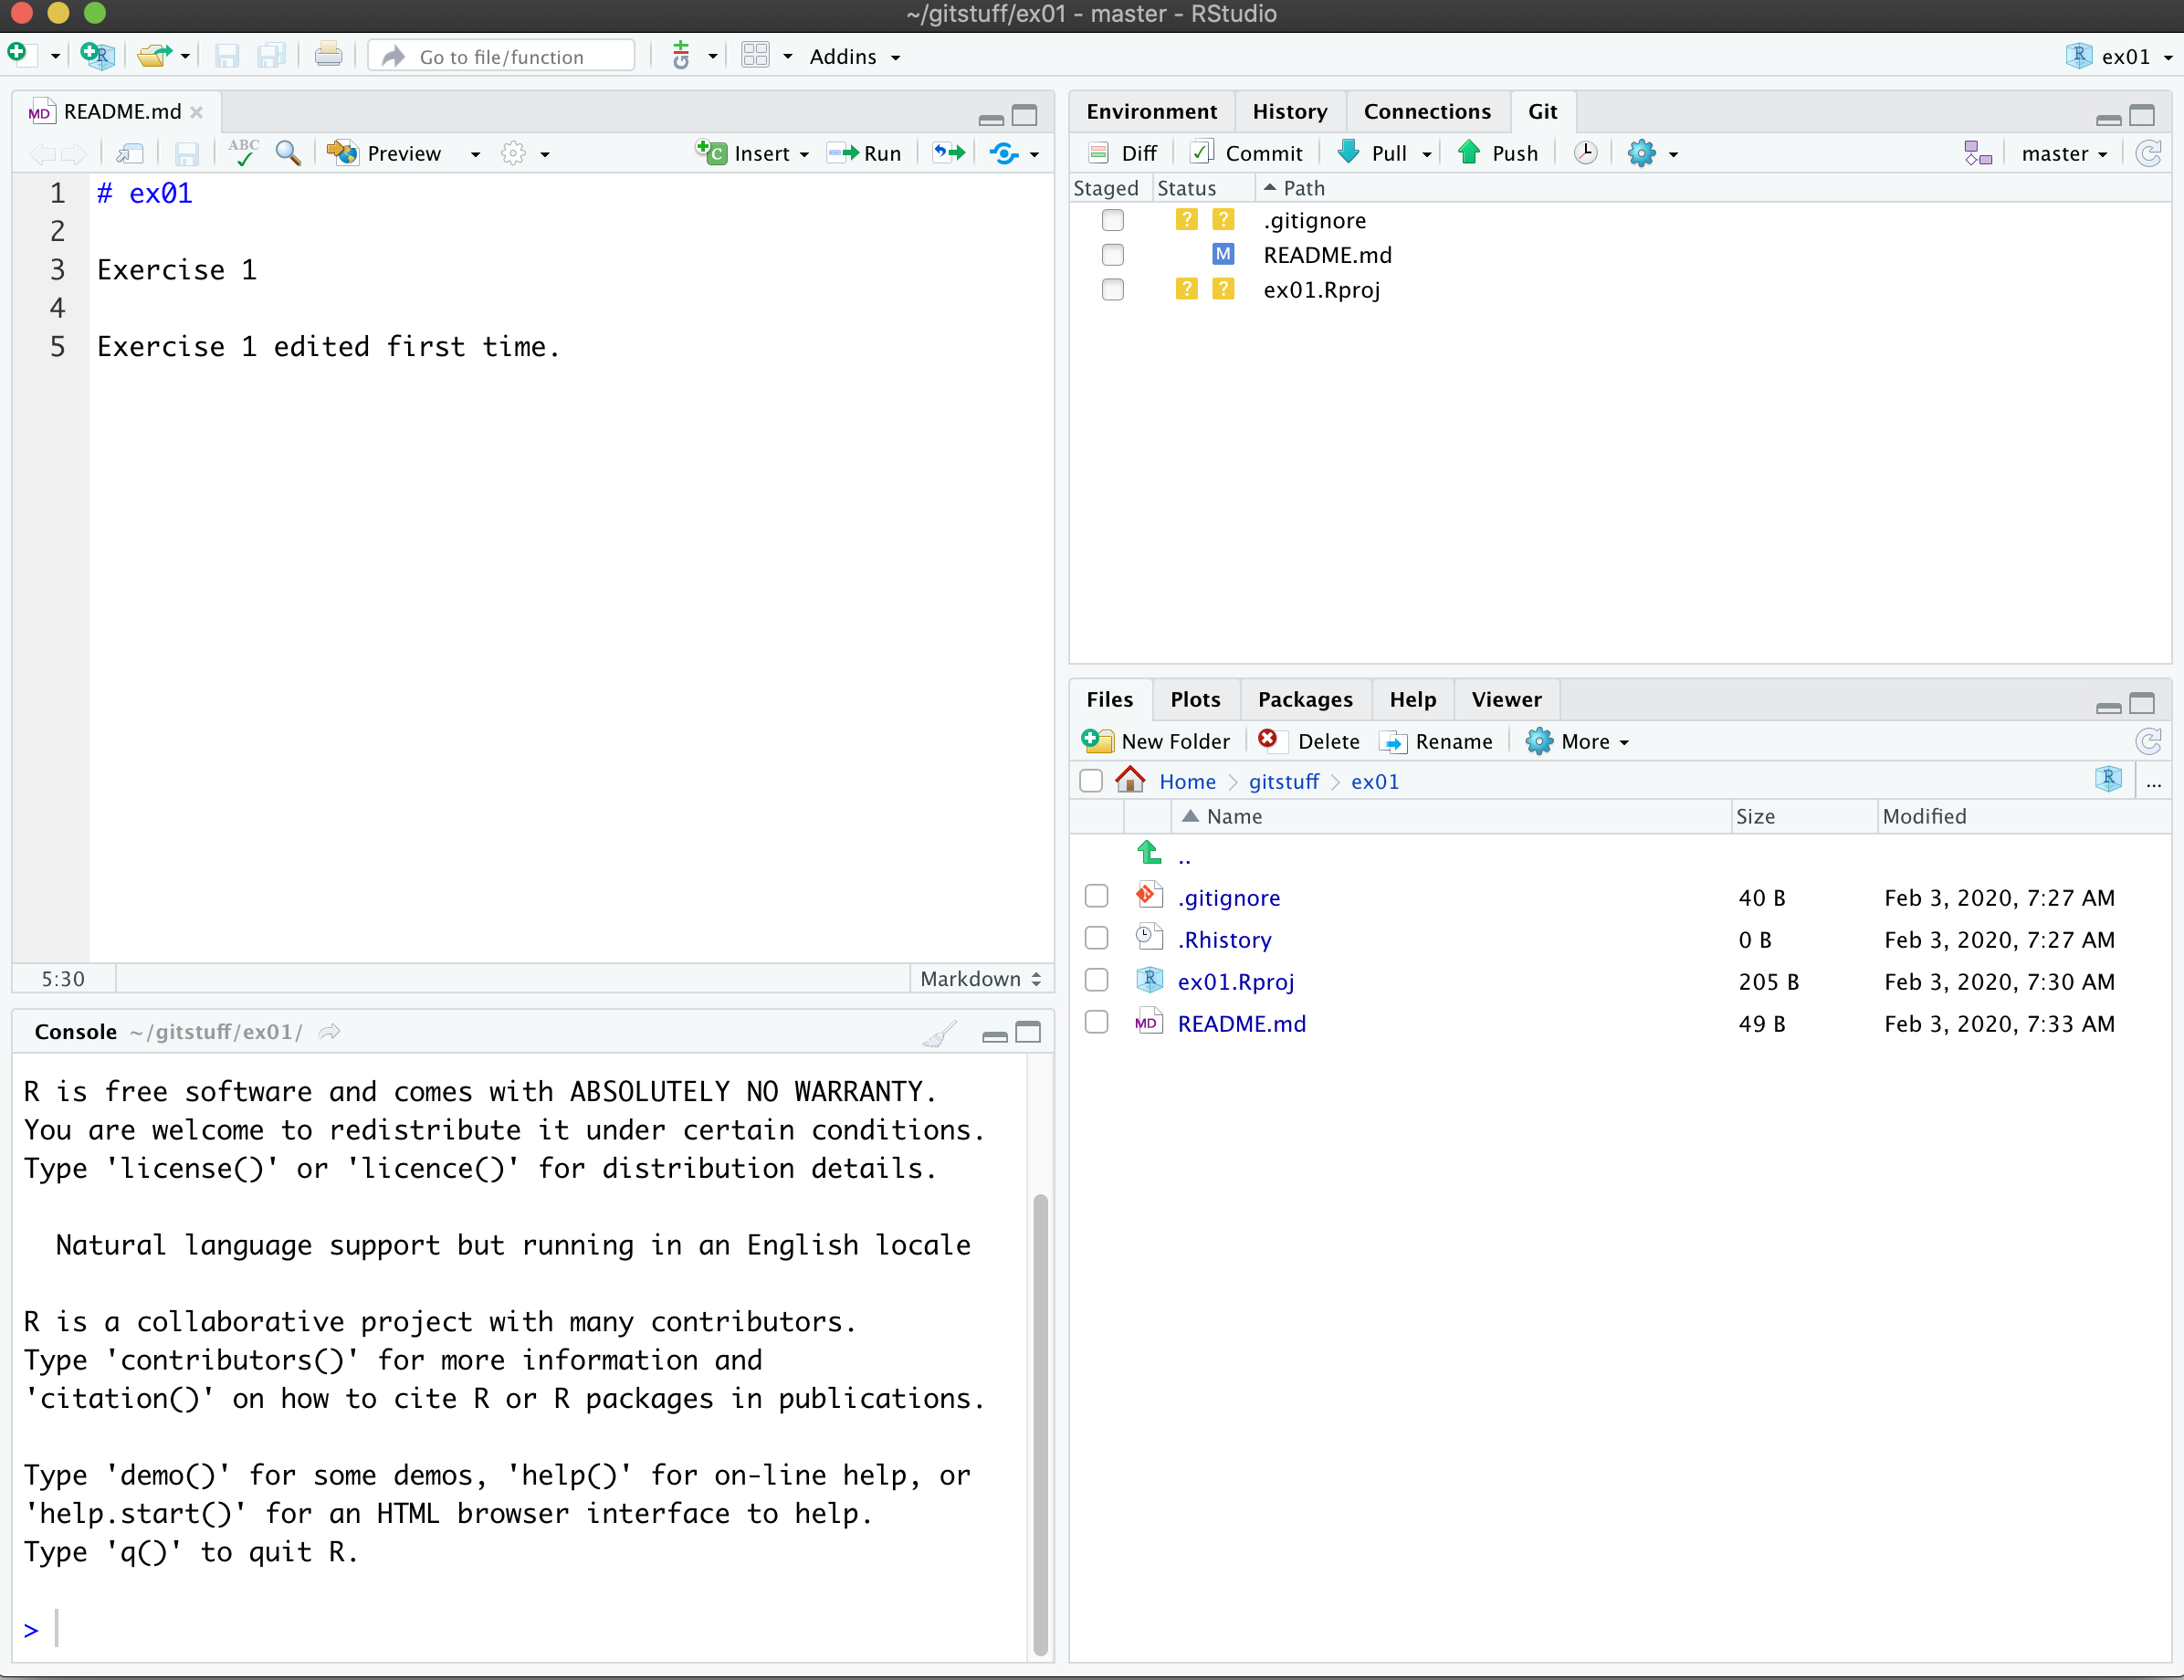 ~/gitstuff/ex01 - master - RStudio
Go to file/function
Addins
ex01
README.md
ABC
Preview
Insert
Run
1 # ex01
2
3 Exercise 1
4
5 Exercise 1 edited first time.
5:30
Markdown
Console ~/gitstuff/ex01/
R is free software and comes with ABSOLUTELY NO WARRANTY.
You are welcome to redistribute it under certain conditions.
Type 'license()' or 'licence()' for distribution details.
Natural language support but running in an English locale
R is a collaborative project with many contributors.
Type 'contributors()' for more information and
'citation()' on how to cite R or R packages in publications.
Type 'demo()' for some demos, 'help()' for on-line help, or
'help.start()' for an HTML browser interface to help.
Type 'q()' to quit R.
>
Environment History Connections Git
Diff Commit Pull Push master
Staged Status Path
? ? .gitignore
M README.md
? ? ex01.Rproj
Files Plots Packages Help Viewer
New Folder Delete Rename More
Home gitstuff ex01 ...
Name Size Modified
..
.gitignore 40 B Feb 3, 2020, 7:27 AM
.Rhistory 0 B Feb 3, 2020, 7:27 AM
ex01.Rproj 205 B Feb 3, 2020, 7:30 AM
MD README.md 49 B Feb 3, 2020, 7:33 AM